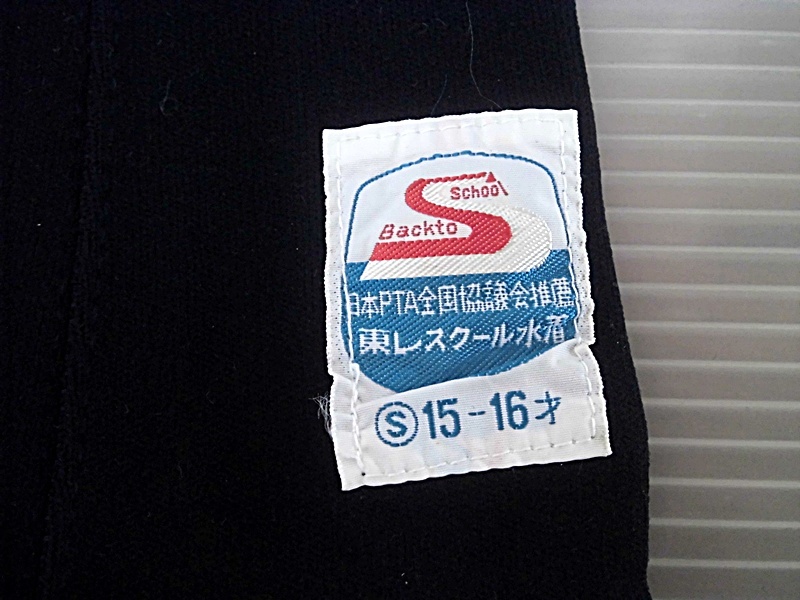 School
Backto
日本PTA全国協議会推薦
東レスクール水着
Ⓢ15-16才